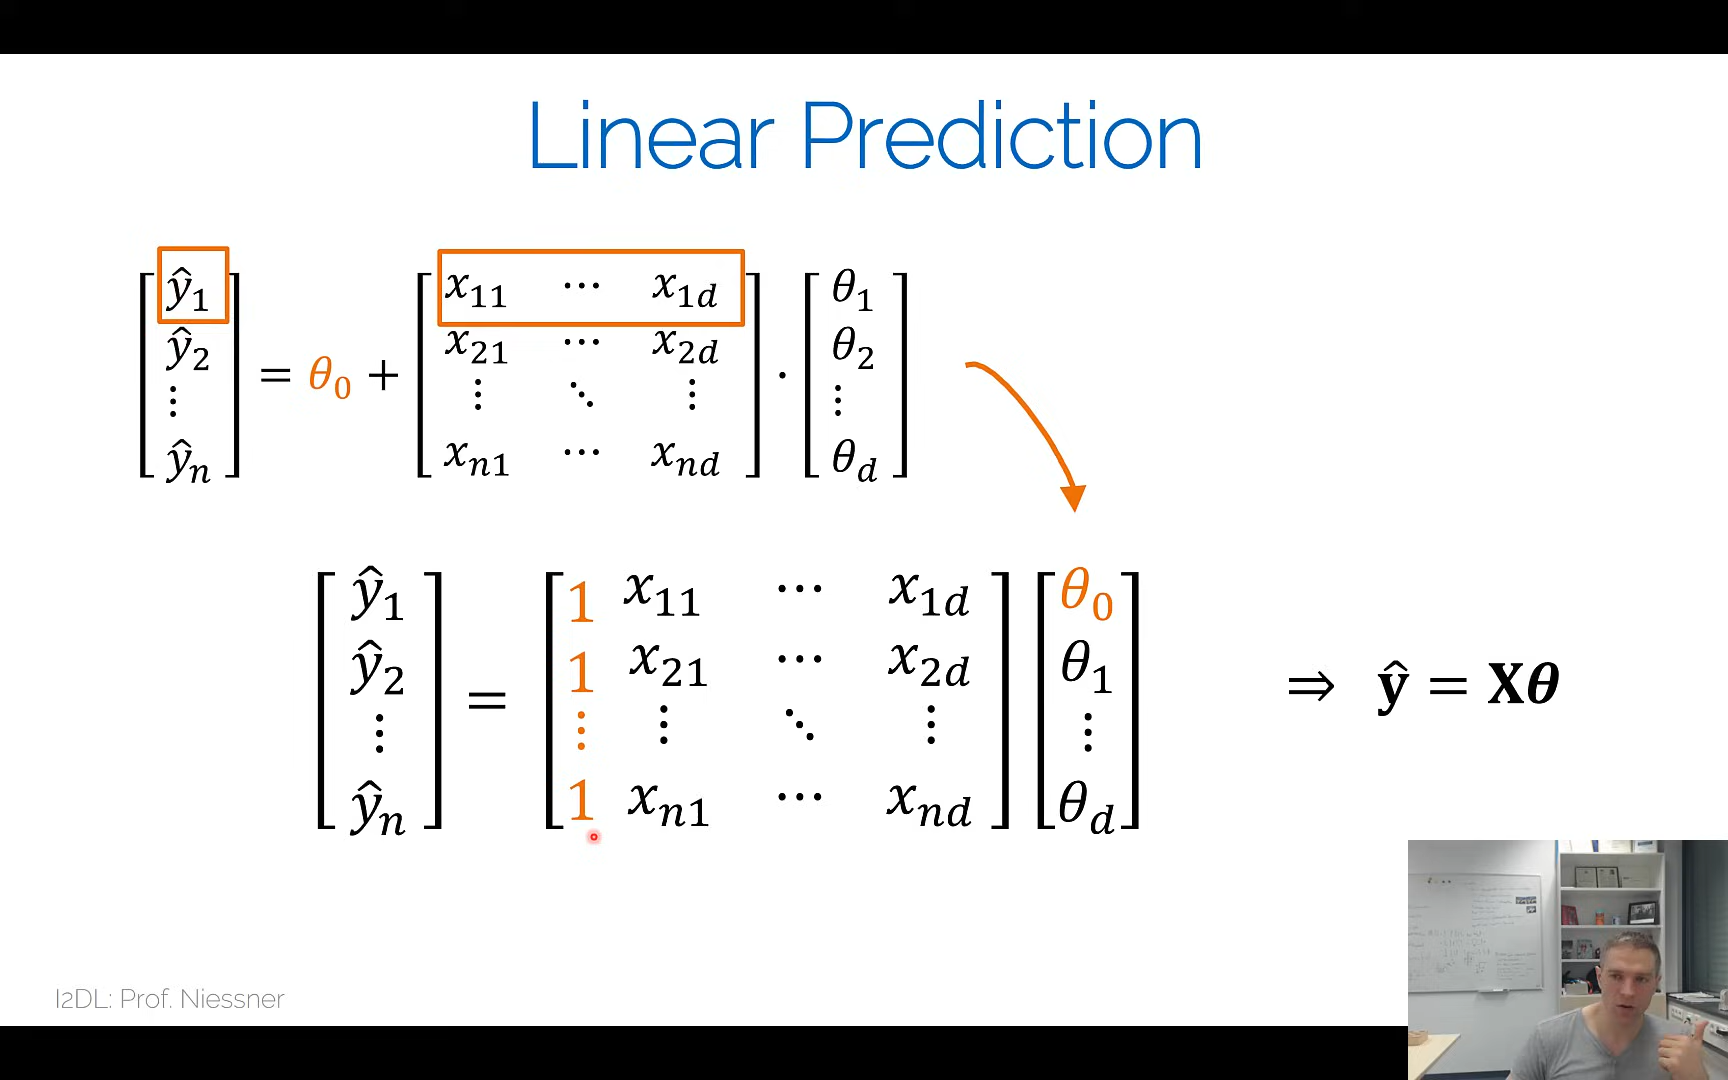 Linear Prediction
[ŷ₁ ŷ₂ ⋮ ŷₙ] = θ₀ + [x₁₁ ⋯ x₁d; x₂₁ ⋯ x₂d; ⋮ ⋱ ⋮; xₙ₁ ⋯ xₙd] · [θ₁ θ₂ ⋮ θd]
[ŷ₁ ŷ₂ ⋮ ŷₙ] = [1 x₁₁ ⋯ x₁d; 1 x₂₁ ⋯ x₂d; ⋮ ⋮ ⋱ ⋮; 1 xₙ₁ ⋯ xₙd] [θ₀ θ₁ ⋮ θd] ⇒ ŷ = Xθ
I2DL: Prof. Niessner